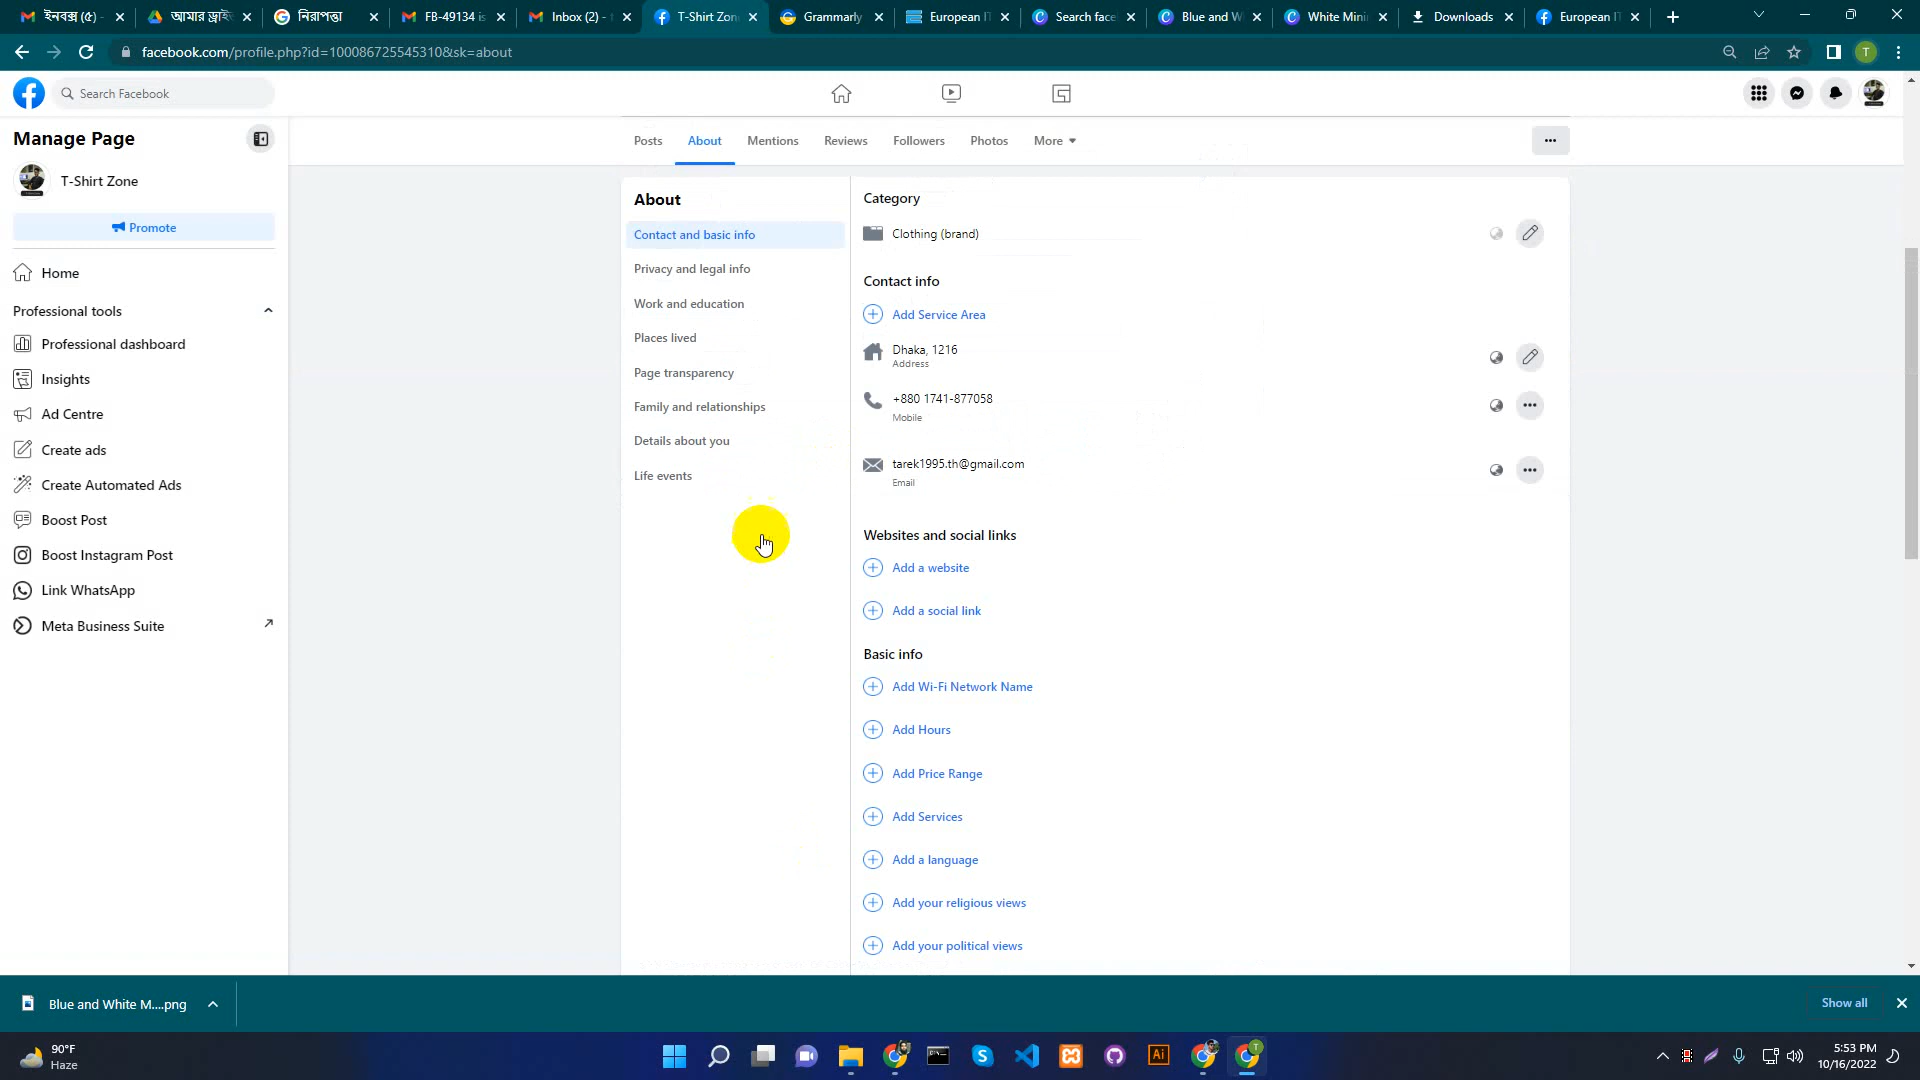 ইনবক্স (৫) -
আমার ড্রাইভ
নিরাপত্তা
FB-49134 is
Inbox (2) -
T-Shirt Zon
Grammarly
European I
Search face
Blue and W
White Mini
Downloads
European I
facebook.com/profile.php?id=100086725545310&sk=about
T
Search Facebook
Manage Page
T-Shirt Zone
Promote
Home
Professional tools
Professional dashboard
Insights
Ad Centre
Create ads
Create Automated Ads
Boost Post
Boost Instagram Post
Link WhatsApp
Meta Business Suite
Posts
About
Mentions
Reviews
Followers
Photos
More
About
Contact and basic info
Privacy and legal info
Work and education
Places lived
Page transparency
Family and relationships
Details about you
Life events
Category
Clothing (brand)
Contact info
Add Service Area
Dhaka, 1216
Address
+880 1741-877058
Mobile
tarek1995.th@gmail.com
Email
Websites and social links
Add a website
Add a social link
Basic info
Add Wi-Fi Network Name
Add Hours
Add Price Range
Add Services
Add a language
Add your religious views
Add your political views
Blue and White M....png
Show all
90°F
Haze
5:53 PM
10/16/2022